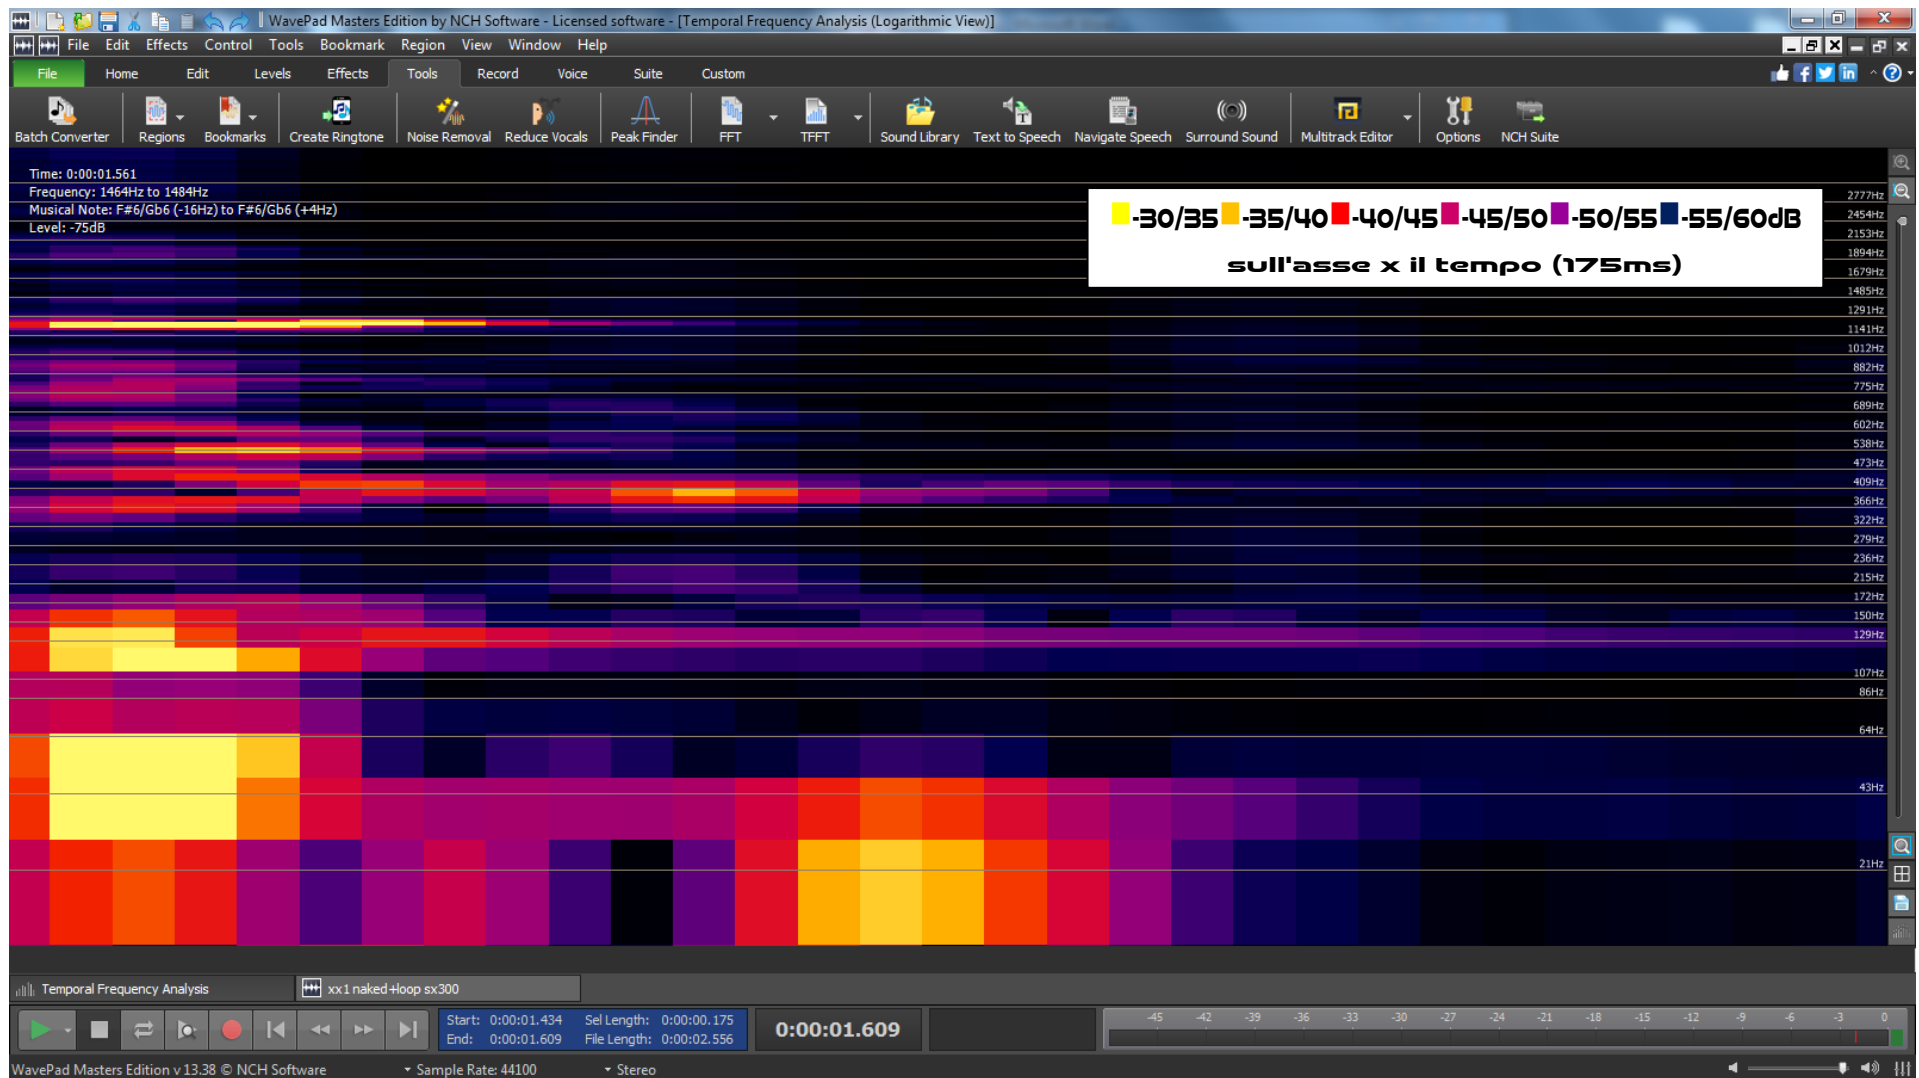 WavePad Masters Edition by NCH Software - Licensed software - [Temporal Frequency Analysis (Logarithmic View)]
File Edit Effects Control Tools Bookmark Region View Window Help
File Home Edit Levels Effects Tools Record Voice Suite Custom
Batch Converter Regions Bookmarks Create Ringtone Noise Removal Reduce Vocals Peak Finder FFT TFFT Sound Library Text to Speech Navigate Speech Surround Sound Multitrack Editor Options NCH Suite
Time: 0:00:01.561
Frequency: 1464Hz to 1484Hz
Musical Note: F#6/Gb6 (-16Hz) to F#6/Gb6 (+4Hz)
Level: -75dB
-30/35 -35/40 -40/45 -45/50 -50/55 -55/60dB
sull'asse x il tempo (175ms)
2777Hz
2454Hz
2153Hz
1894Hz
1679Hz
1485Hz
1291Hz
1141Hz
1012Hz
882Hz
775Hz
689Hz
602Hz
538Hz
473Hz
409Hz
366Hz
322Hz
279Hz
236Hz
215Hz
172Hz
150Hz
129Hz
107Hz
86Hz
64Hz
43Hz
21Hz
Temporal Frequency Analysis xx1 naked+loop sx300
Start: 0:00:01.434 Sel Length: 0:00:00.175
End: 0:00:01.609 File Length: 0:00:02.556
0:00:01.609
-45 -42 -39 -36 -33 -30 -27 -24 -21 -18 -15 -12 -9 -6 -3 0
WavePad Masters Edition v 13.38 © NCH Software Sample Rate: 44100 Stereo